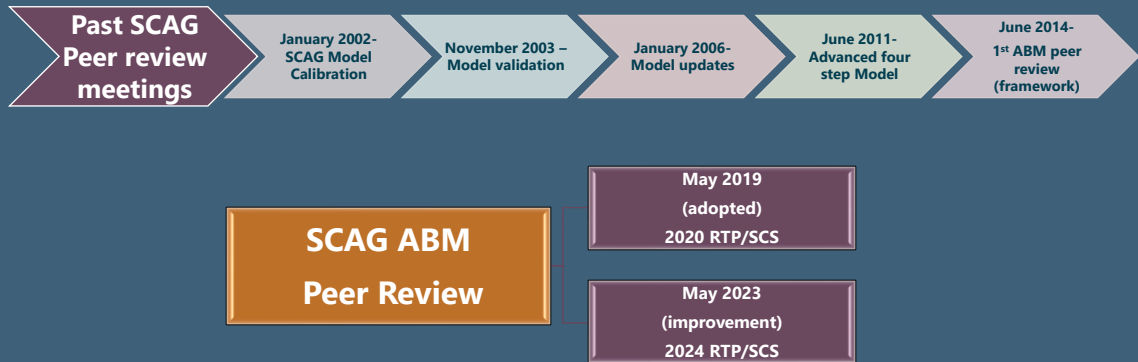 Past SCAG
Peer review
meetings
January 2002-
SCAG Model
Calibration
November 2003 –
Model validation
January 2006-
Model updates
June 2011-
Advanced four
step Model
June 2014-
1st ABM peer
review
(framework)
SCAG ABM
Peer Review
May 2019
(adopted)
2020 RTP/SCS
May 2023
(improvement)
2024 RTP/SCS